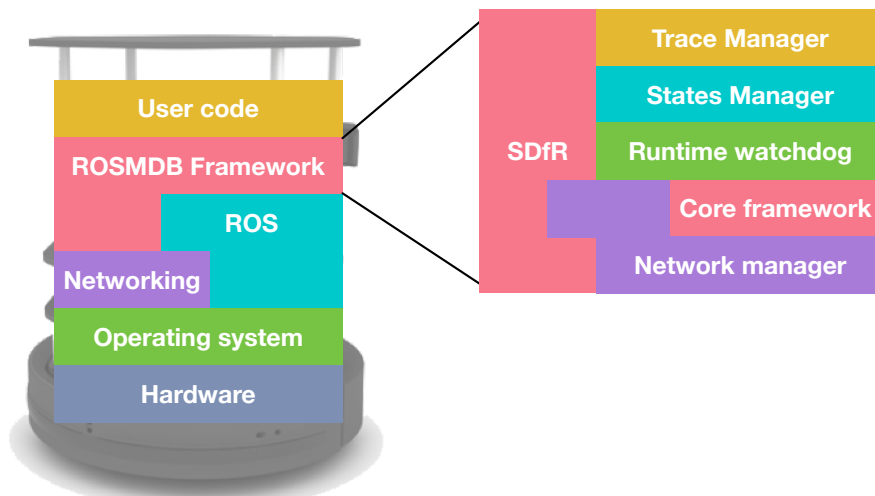 User code
ROSMDB Framework
ROS
Networking
Operating system
Hardware
Trace Manager
States Manager
SDfR
Runtime watchdog
Core framework
Network manager